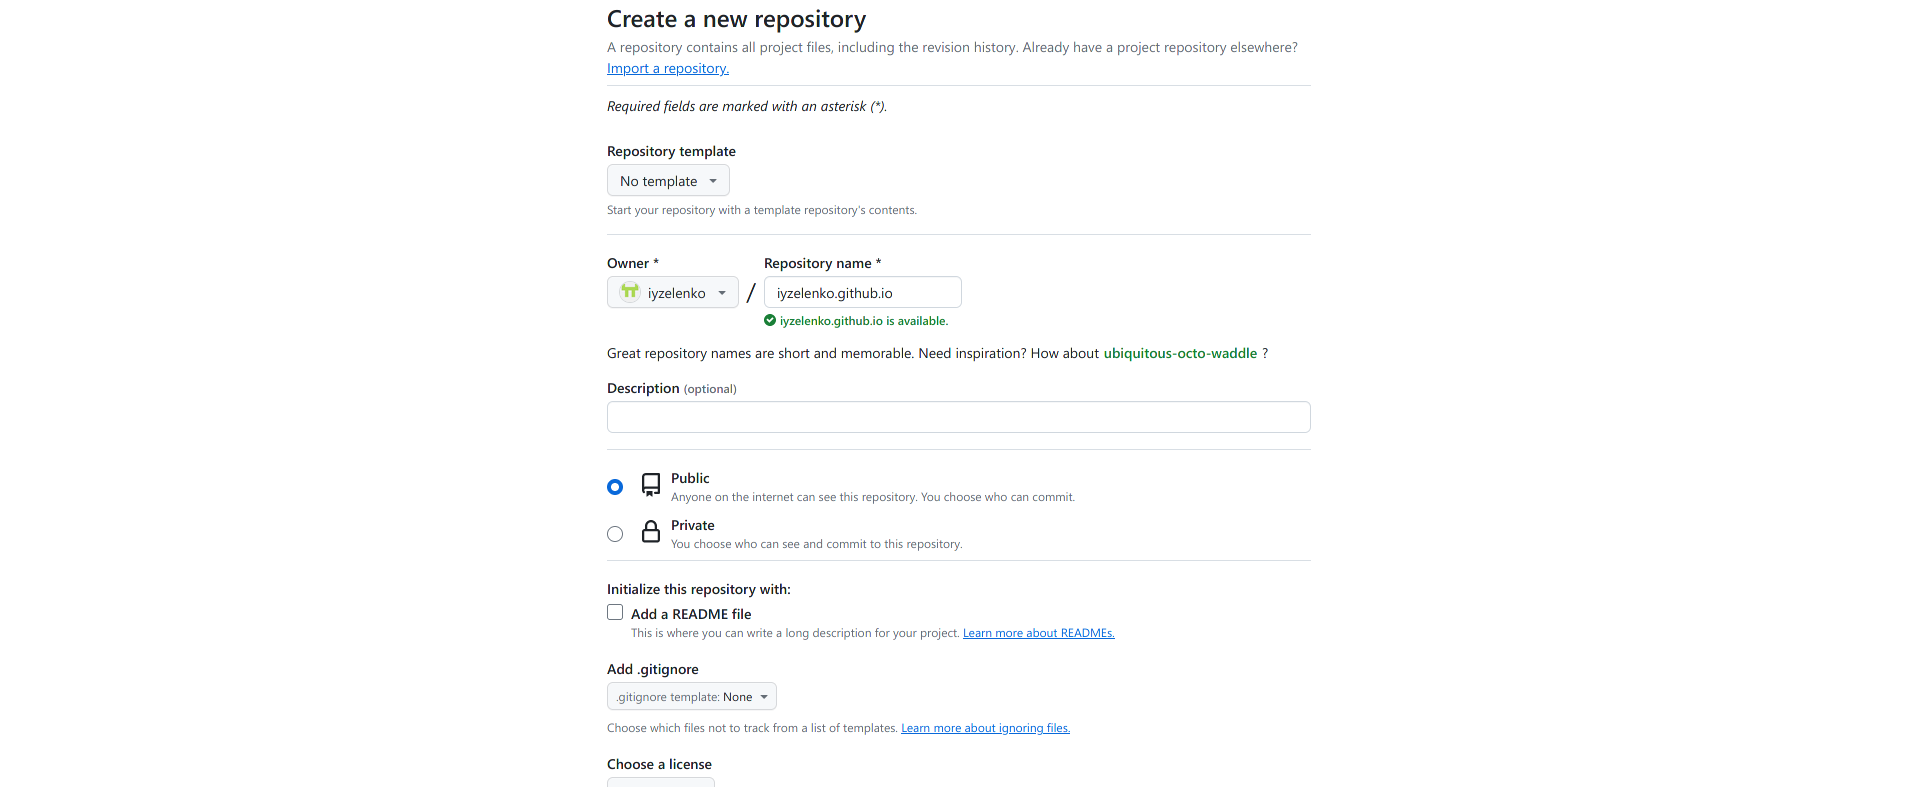 Create a new repository
A repository contains all project files, including the revision history. Already have a project repository elsewhere?
Import a repository.
Required fields are marked with an asterisk (*).
Repository template
No template
Start your repository with a template repository's contents.
Owner * Repository name *
iyzelenko / iyzelenko.github.io
iyzelenko.github.io is available.
Great repository names are short and memorable. Need inspiration? How about ubiquitous-octo-waddle ?
Description (optional)
Public
Anyone on the internet can see this repository. You choose who can commit.
Private
You choose who can see and commit to this repository.
Initialize this repository with:
Add a README file
This is where you can write a long description for your project. Learn more about READMEs.
Add .gitignore
.gitignore template: None
Choose which files not to track from a list of templates. Learn more about ignoring files.
Choose a license